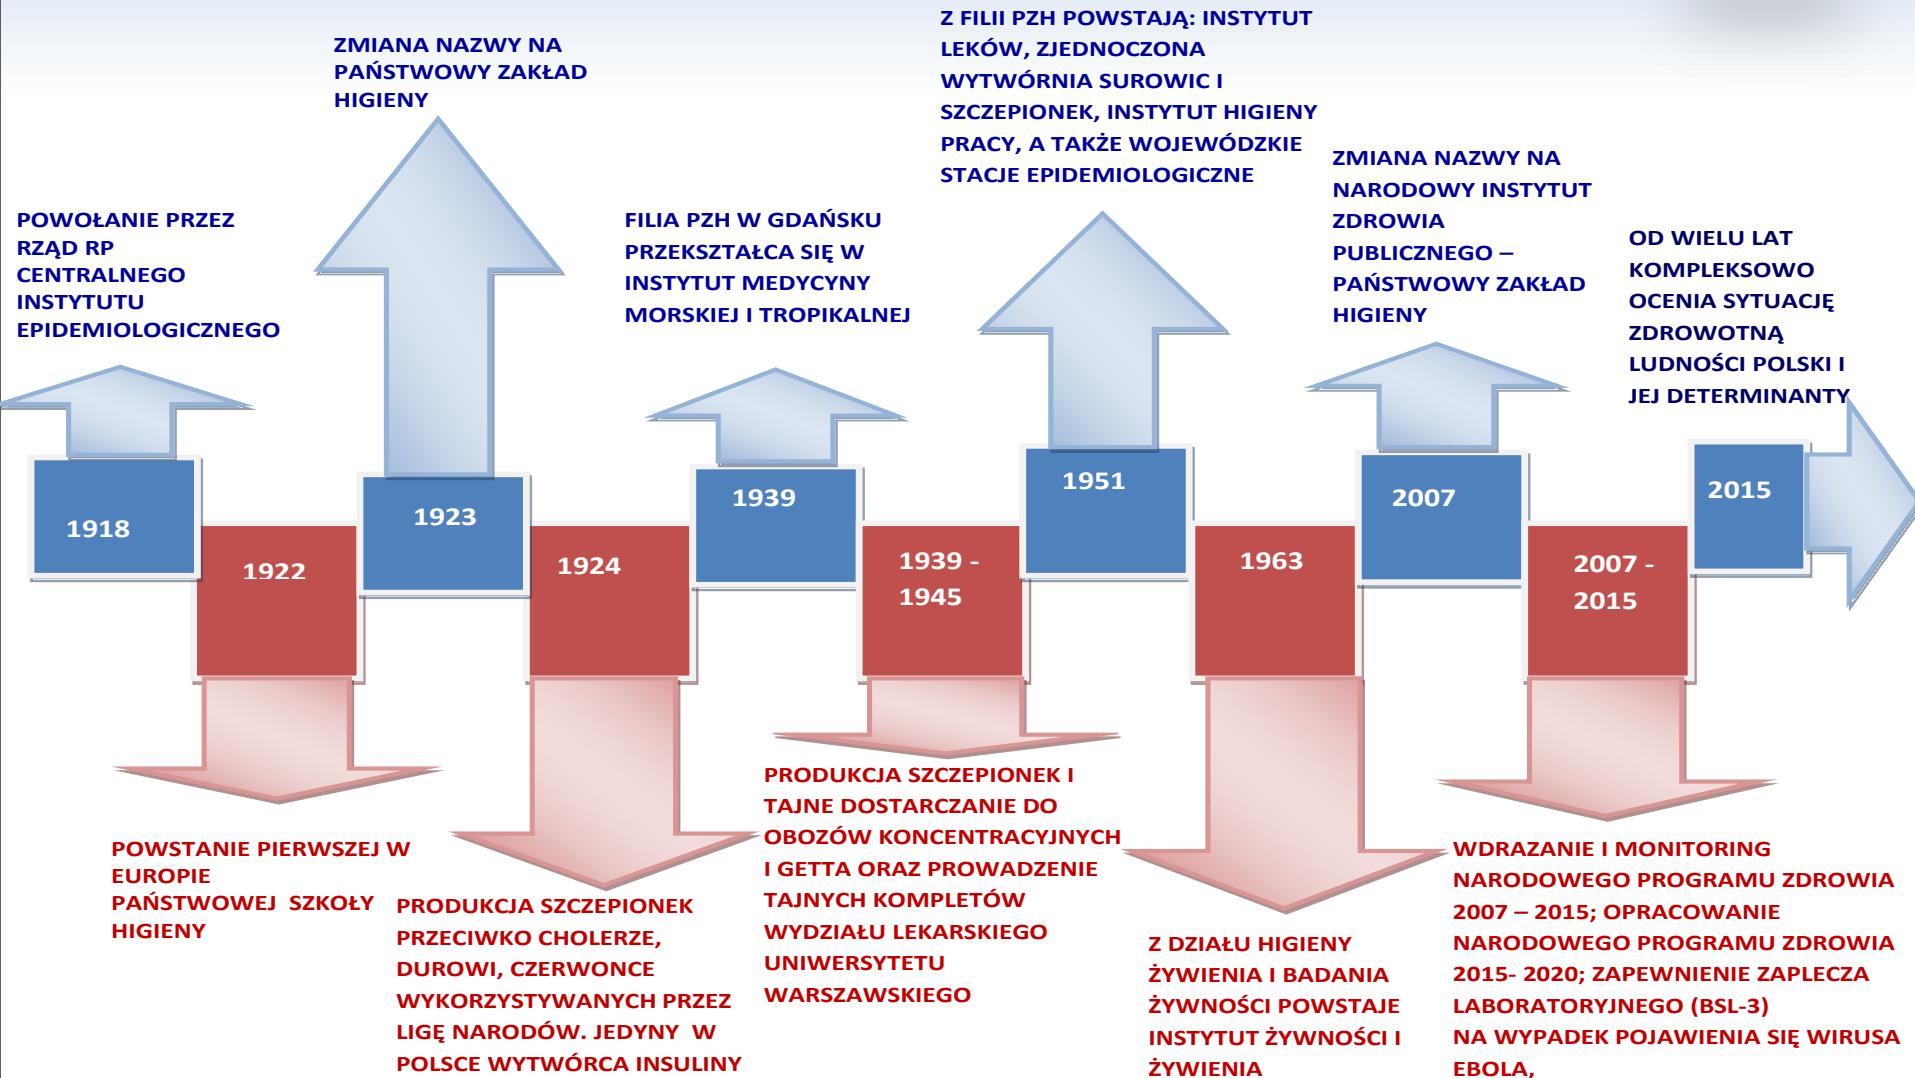 Z FILII PZH POWSTAJĄ: INSTYTUT
LEKÓW, ZJEDNOCZONA
WYTWÓRNIA SUROWIC I
SZCZEPIONEK, INSTYTUT HIGIENY
PRACY, A TAKŻE WOJEWÓDZKIE
STACJE EPIDEMIOLOGICZNE
ZMIANA NAZWY NA
PAŃSTWOWY ZAKŁAD
HIGIENY
ZMIANA NAZWY NA
NARODOWY INSTYTUT
ZDROWIA
PUBLICZNEGO –
PAŃSTWOWY ZAKŁAD
HIGIENY
POWOŁANIE PRZEZ
RZĄD RP
CENTRALNEGO
INSTYTUTU
EPIDEMIOLOGICZNEGO
FILIA PZH W GDAŃSKU
PRZEKSZTAŁCA SIĘ W
INSTYTUT MEDYCYNY
MORSKIEJ I TROPIKALNEJ
OD WIELU LAT
KOMPLEKSOWO
OCENIA SYTUACJĘ
ZDROWOTNĄ
LUDNOŚCI POLSKI I
JEJ DETERMINANTY
1918
1922
1923
1924
1939
1939 -
1945
1951
1963
2007
2007 -
2015
2015
POWSTANIE PIERWSZEJ W
EUROPIE
PAŃSTWOWEJ  SZKOŁY
HIGIENY
PRODUKCJA SZCZEPIONEK
PRZECIWKO CHOLERZE,
DUROWI, CZERWONCE
WYKORZYSTYWANYCH PRZEZ
LIGĘ NARODÓW. JEDYNY  W
POLSCE WYTWÓRCA INSULINY
PRODUKCJA SZCZEPIONEK I
TAJNE DOSTARCZANIE DO
OBOZÓW KONCENTRACYJNYCH
I GETTA ORAZ PROWADZENIE
TAJNYCH KOMPLETÓW
WYDZIAŁU LEKARSKIEGO
UNIWERSYTETU
WARSZAWSKIEGO
Z DZIAŁU HIGIENY
ŻYWIENIA I BADANIA
ŻYWNOŚCI POWSTAJE
INSTYTUT ŻYWNOŚCI I
ŻYWIENIA
WDRAZANIE I MONITORING
NARODOWEGO PROGRAMU ZDROWIA
2007 – 2015; OPRACOWANIE
NARODOWEGO PROGRAMU ZDROWIA
2015- 2020; ZAPEWNIENIE ZAPLECZA
LABORATORYJNEGO (BSL-3)
NA WYPADEK POJAWIENIA SIĘ WIRUSA
EBOLA,